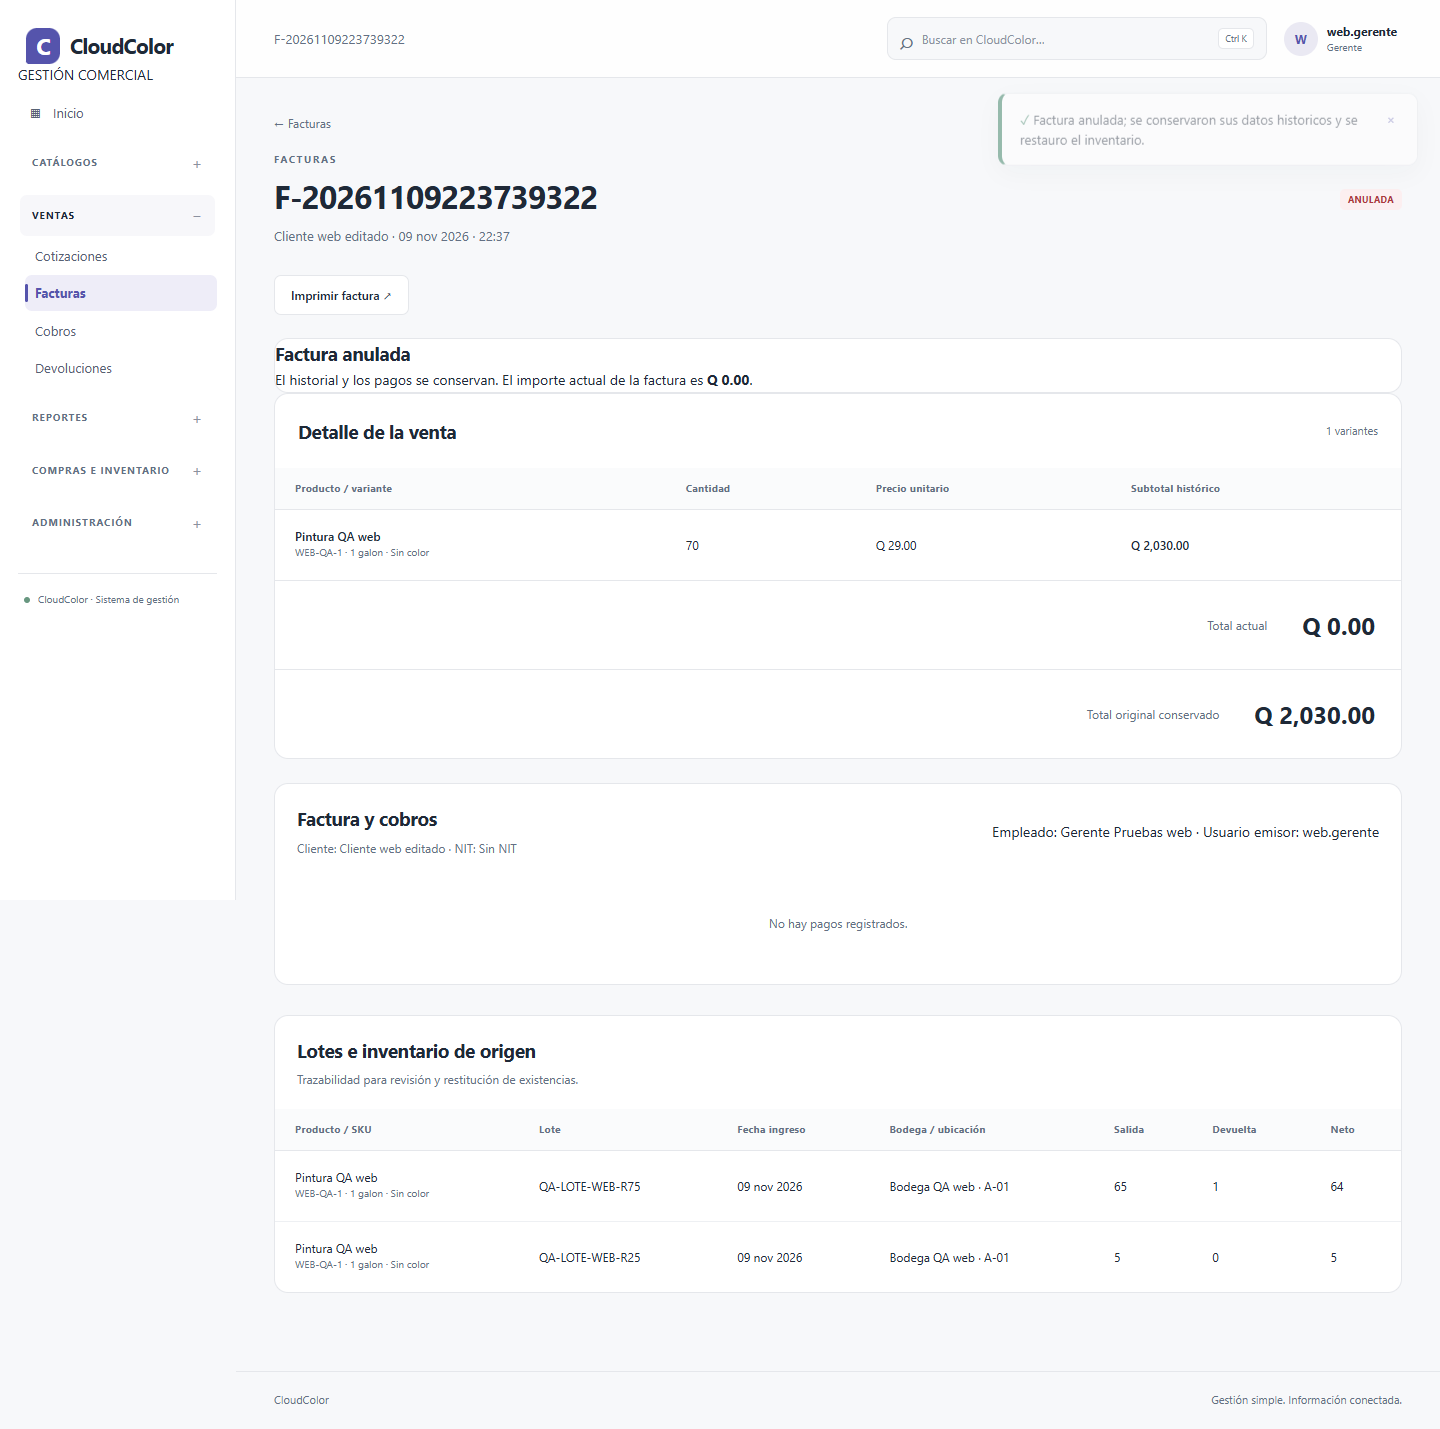 C CloudColor
GESTIÓN COMERCIAL
Inicio
CATÁLOGOS +
VENTAS −
Cotizaciones
Facturas
Cobros
Devoluciones
REPORTES +
COMPRAS E INVENTARIO +
ADMINISTRACIÓN +
CloudColor · Sistema de gestión
F-20261109223739322
Buscar en CloudColor... Ctrl K
W web.gerente
Gerente
✓ Factura anulada; se conservaron sus datos historicos y se ×
restauro el inventario.
← Facturas
FACTURAS
F-20261109223739322
ANULADA
Cliente web editado · 09 nov 2026 · 22:37
Imprimir factura ↗
Factura anulada
El historial y los pagos se conservan. El importe actual de la factura es Q 0.00.
Detalle de la venta 1 variantes
Producto / variante Cantidad Precio unitario Subtotal histórico
Pintura QA web 70 Q 29.00 Q 2,030.00
WEB-QA-1 · 1 galon · Sin color
Total actual Q 0.00
Total original conservado Q 2,030.00
Factura y cobros
Cliente: Cliente web editado · NIT: Sin NIT
Empleado: Gerente Pruebas web · Usuario emisor: web.gerente
No hay pagos registrados.
Lotes e inventario de origen
Trazabilidad para revisión y restitución de existencias.
Producto / SKU Lote Fecha ingreso Bodega / ubicación Salida Devuelta Neto
Pintura QA web QA-LOTE-WEB-R75 09 nov 2026 Bodega QA web · A-01 65 1 64
WEB-QA-1 · 1 galon · Sin color
Pintura QA web QA-LOTE-WEB-R25 09 nov 2026 Bodega QA web · A-01 5 0 5
WEB-QA-1 · 1 galon · Sin color
CloudColor Gestión simple. Información conectada.